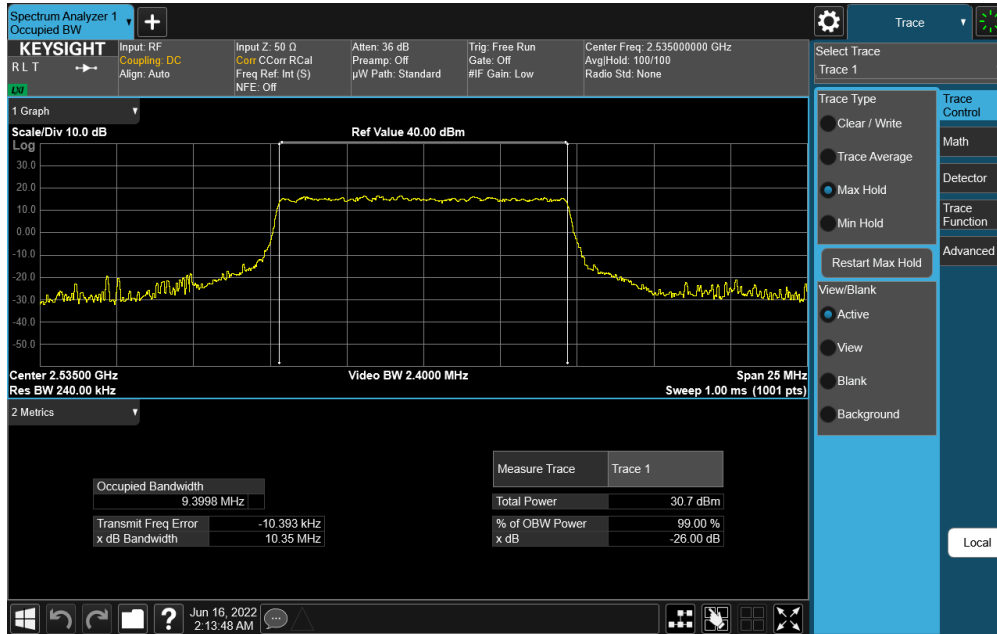 Spectrum Analyzer 1
Occupied BW
Trace
KEYSIGHT
R L T
LXI
Input: RF
Coupling: DC
Align: Auto
Input Z: 50 Ω
Corr CCorr RCal
Freq Ref: Int (S)
NFE: Off
Atten: 36 dB
Preamp: Off
µW Path: Standard
Trig: Free Run
Gate: Off
#IF Gain: Low
Center Freq: 2.535000000 GHz
Avg|Hold: 100/100
Radio Std: None
Select Trace
Trace 1
1 Graph
Scale/Div 10.0 dB
Ref Value 40.00 dBm
Log
30.0
20.0
10.0
0.00
-10.0
-20.0
-30.0
-40.0
-50.0
Center 2.53500 GHz
Video BW 2.4000 MHz
Span 25 MHz
Res BW 240.00 kHz
Sweep 1.00 ms (1001 pts)
Trace Type
Clear / Write
Trace Average
Max Hold
Min Hold
Restart Max Hold
View/Blank
Active
View
Blank
Background
Trace
Control
Math
Detector
Trace
Function
Advanced
2 Metrics
Occupied Bandwidth
9.3998 MHz
Transmit Freq Error -10.393 kHz
x dB Bandwidth 10.35 MHz
Measure Trace Trace 1
Total Power 30.7 dBm
% of OBW Power 99.00 %
x dB -26.00 dB
Local
?
Jun 16, 2022
2:13:48 AM